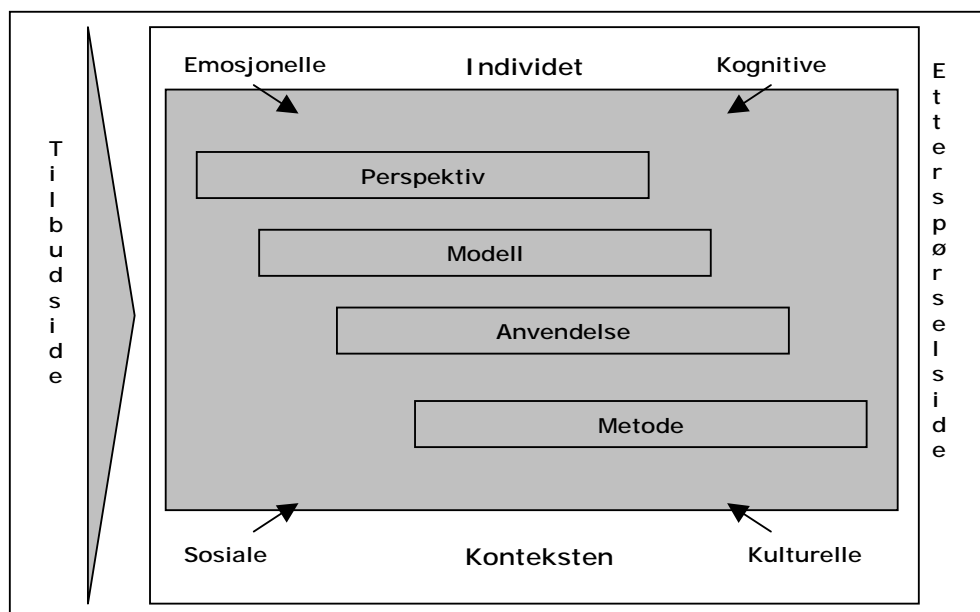 Emosjonelle
Individet
Kognitive
Tilbudside
Perspektiv
Modell
Anvendelse
Metode
Etterspørselside
Sosiale
Konteksten
Kulturelle